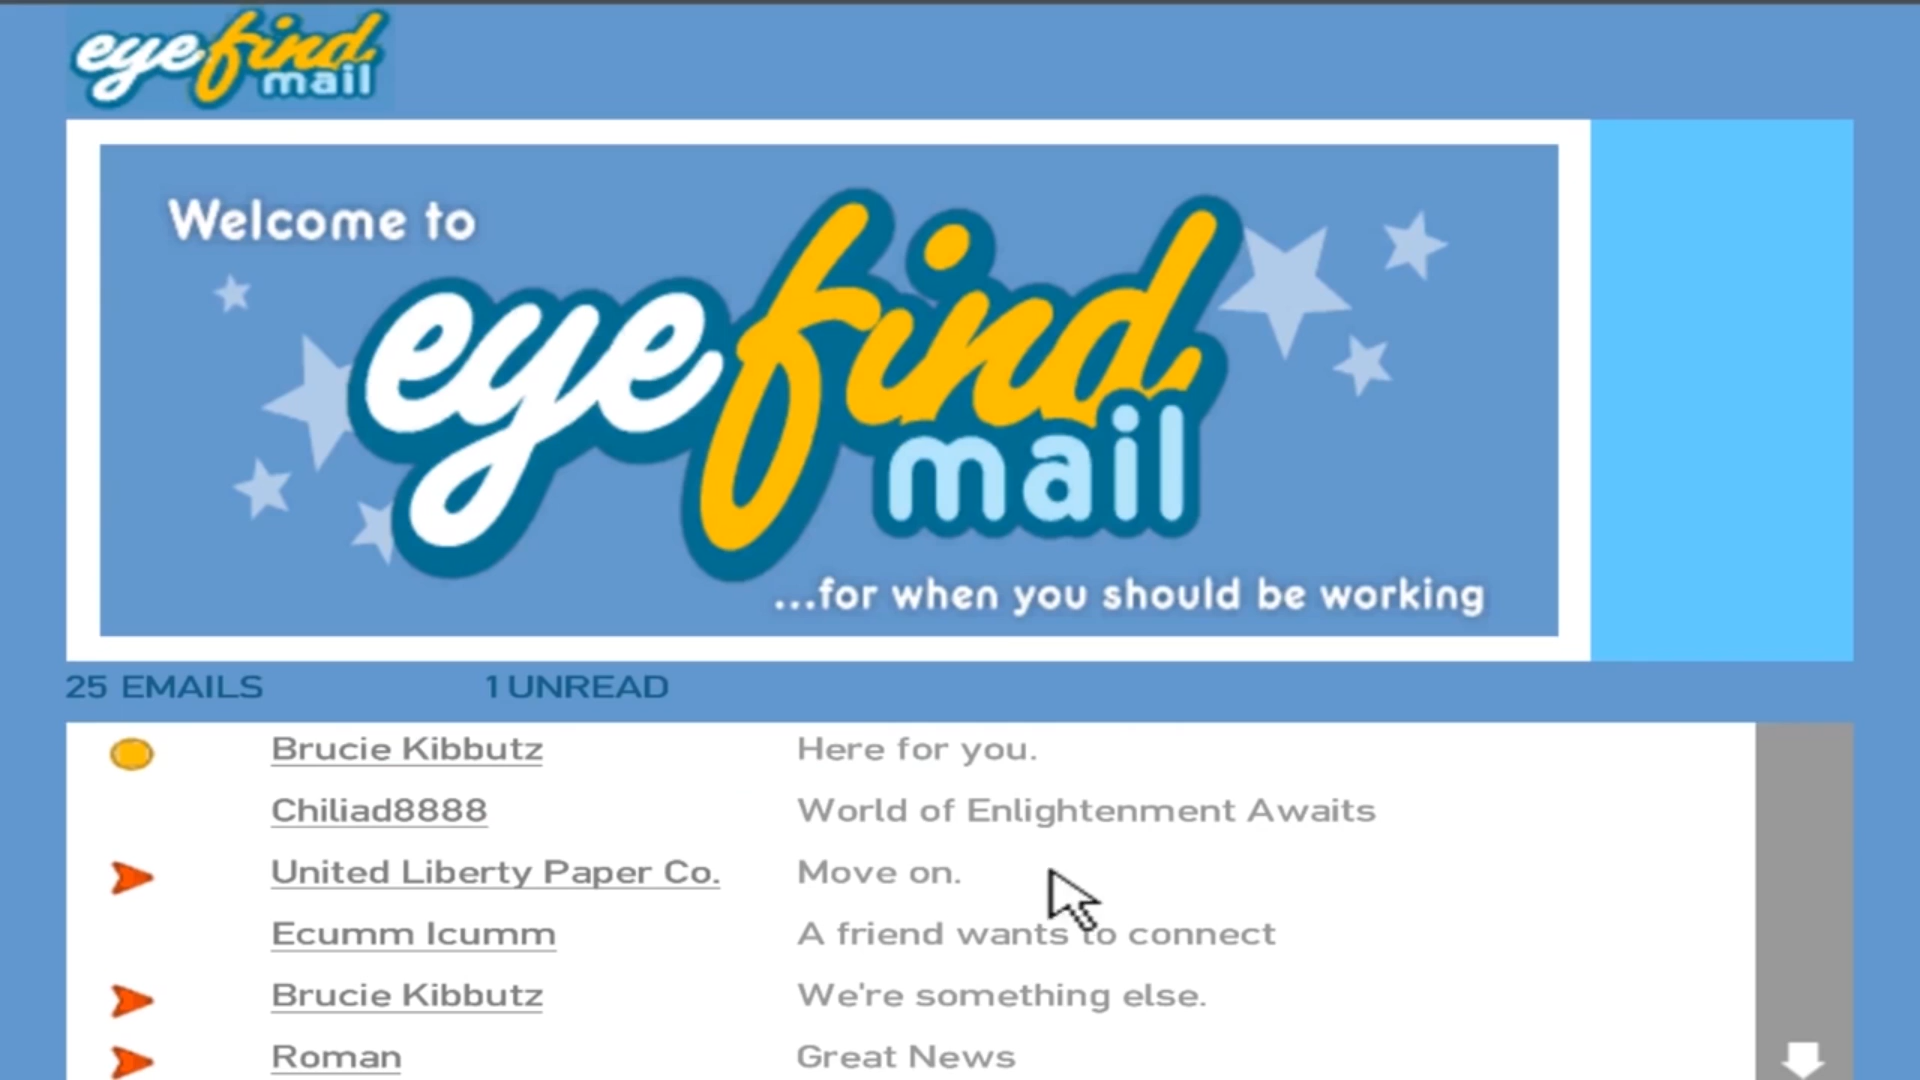 eyefind
mail
Welcome to
eyefind
mail
...for when you should be working
25 EMAILS 1 UNREAD
Brucie Kibbutz Here for you.
Chiliad8888 World of Enlightenment Awaits
United Liberty Paper Co. Move on.
Ecumm Icumm A friend wants to connect
Brucie Kibbutz We're something else.
Roman Great News